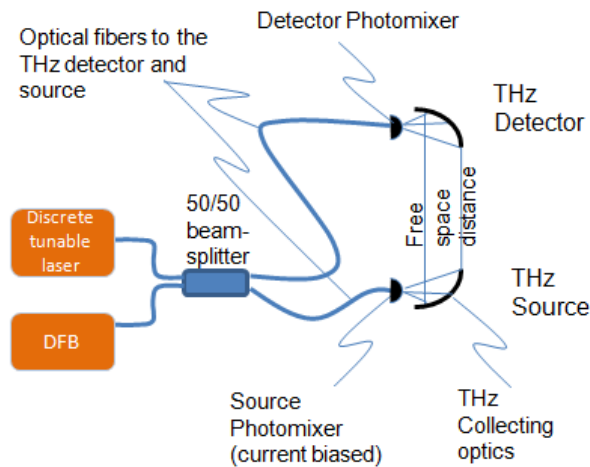 Optical fibers to the
THz detector and
source
Detector Photomixer
THz
Detector
50/50
beam-
splitter
Discrete
tunable
laser
DFB
Free
space
distance
THz
Source
Source
Photomixer
(current biased)
THz
Collecting
optics